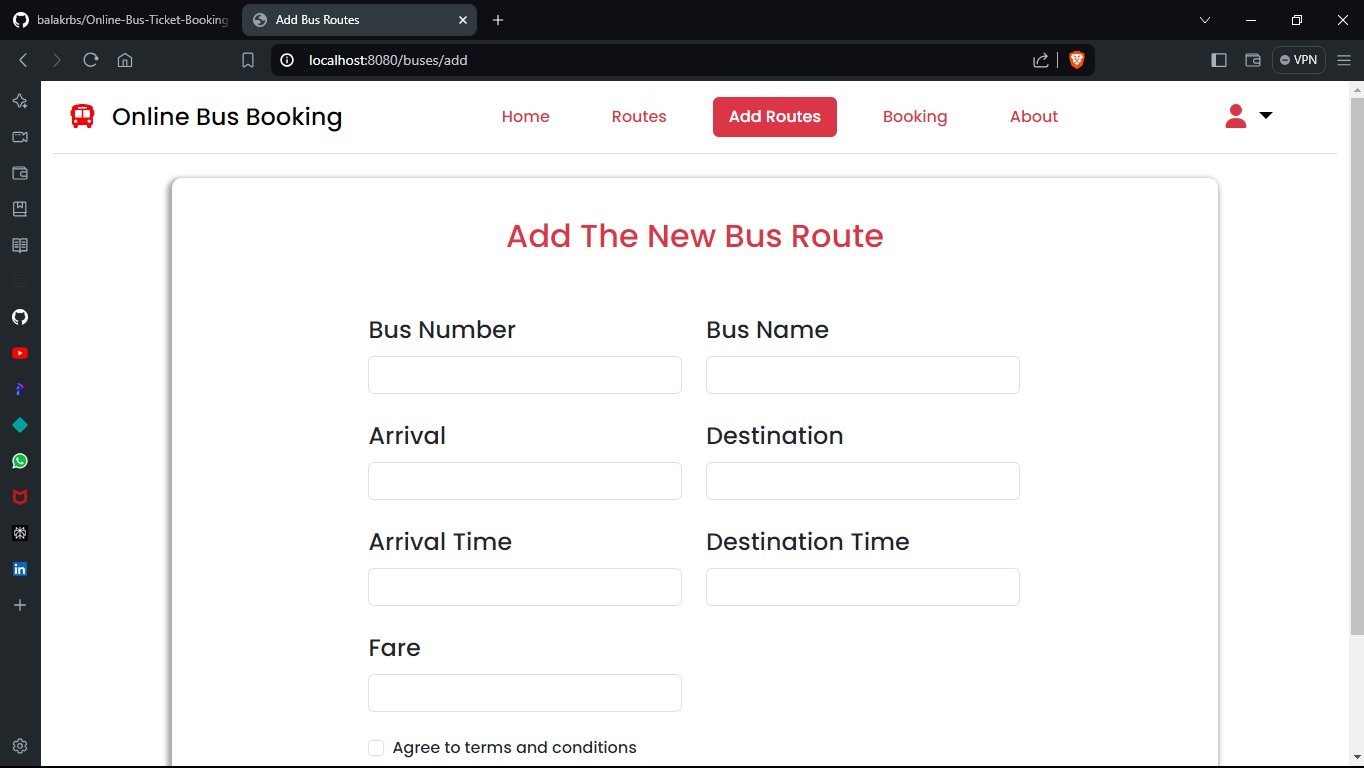 balakrbs/Online-Bus-Ticket-Booking
Add Bus Routes
localhost:8080/buses/add
VPN
Online Bus Booking
Home
Routes
Add Routes
Booking
About
Add The New Bus Route
Bus Number
Bus Name
Arrival
Destination
Arrival Time
Destination Time
Fare
Agree to terms and conditions
in